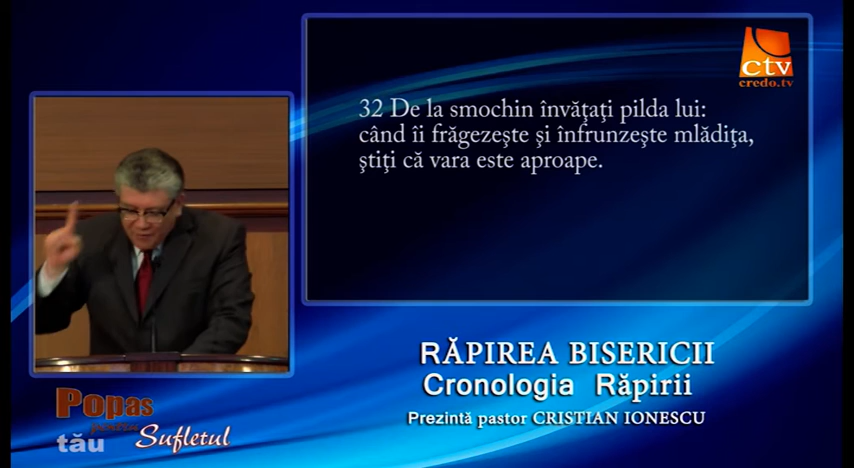 ctv
credo.tv
32 De la smochin învăţaţi pilda lui:
când îi frăgezeşte şi înfrunzeşte mlădiţa,
ştiţi că vara este aproape.
RĂPIREA BISERICII
Cronologia Răpirii
Prezintă pastor CRISTIAN IONESCU
Popas
pentru
tău Sufletul